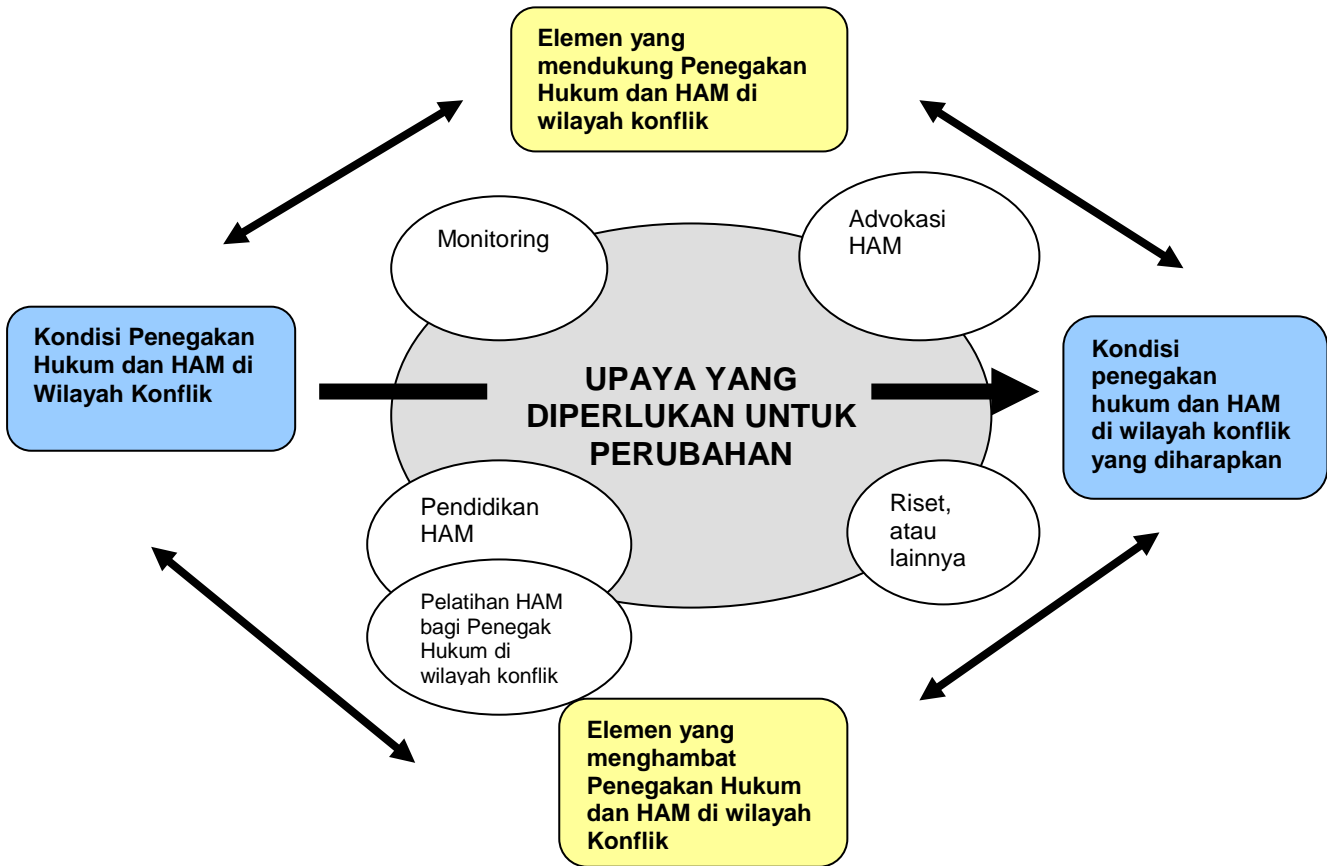 Elemen yang
mendukung Penegakan
Hukum dan HAM di
wilayah konflik
Monitoring
Advokasi
HAM
Kondisi Penegakan
Hukum dan HAM di
Wilayah Konflik
UPAYA YANG
DIPERLUKAN UNTUK
PERUBAHAN
Kondisi
penegakan
hukum dan HAM
di wilayah konflik
yang diharapkan
Pendidikan
HAM
Riset,
atau
lainnya
Pelatihan HAM
bagi Penegak
Hukum di
wilayah konflik
Elemen yang
menghambat
Penegakan Hukum
dan HAM di wilayah
Konflik